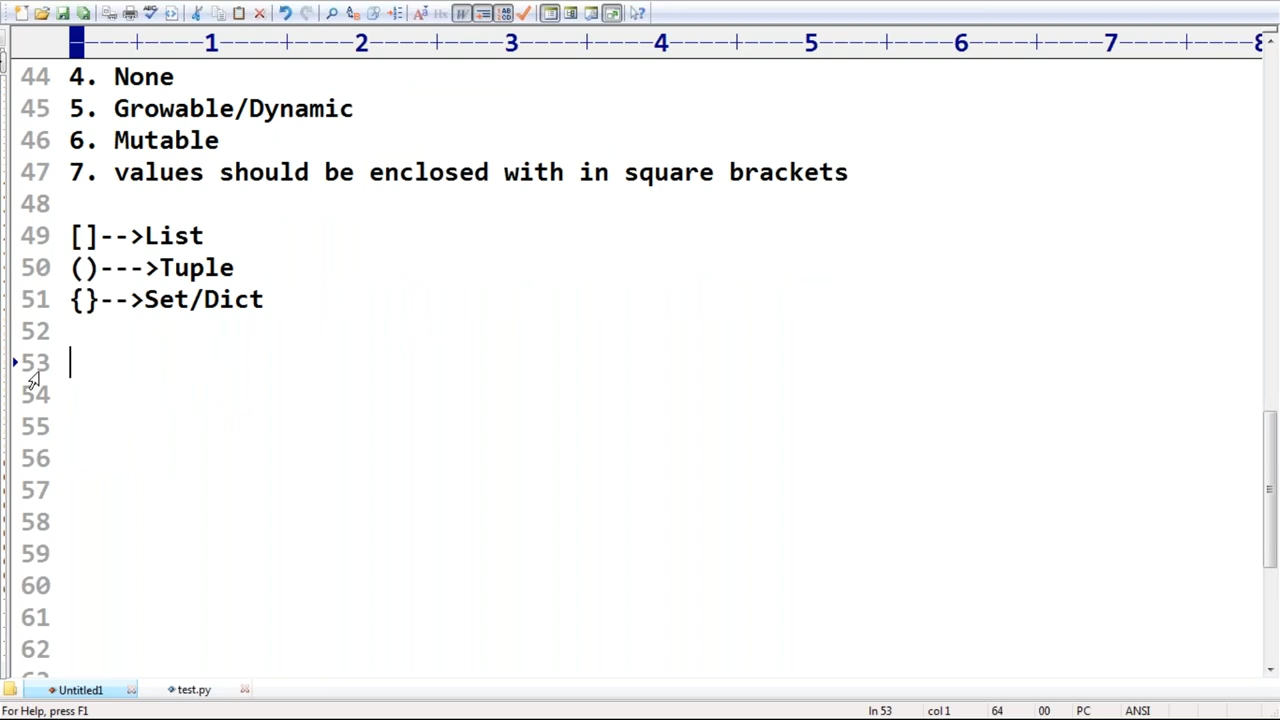 1 2 3 4 5 6 7 8
44 4. None
45 5. Growable/Dynamic
46 6. Mutable
47 7. values should be enclosed with in square brackets
48
49 []-->List
50 ()--->Tuple
51 {}-->Set/Dict
52
53
54
55
56
57
58
59
60
61
62
Untitled1 test.py
For Help, press F1 ln 53 col 1 64 00 PC ANSI